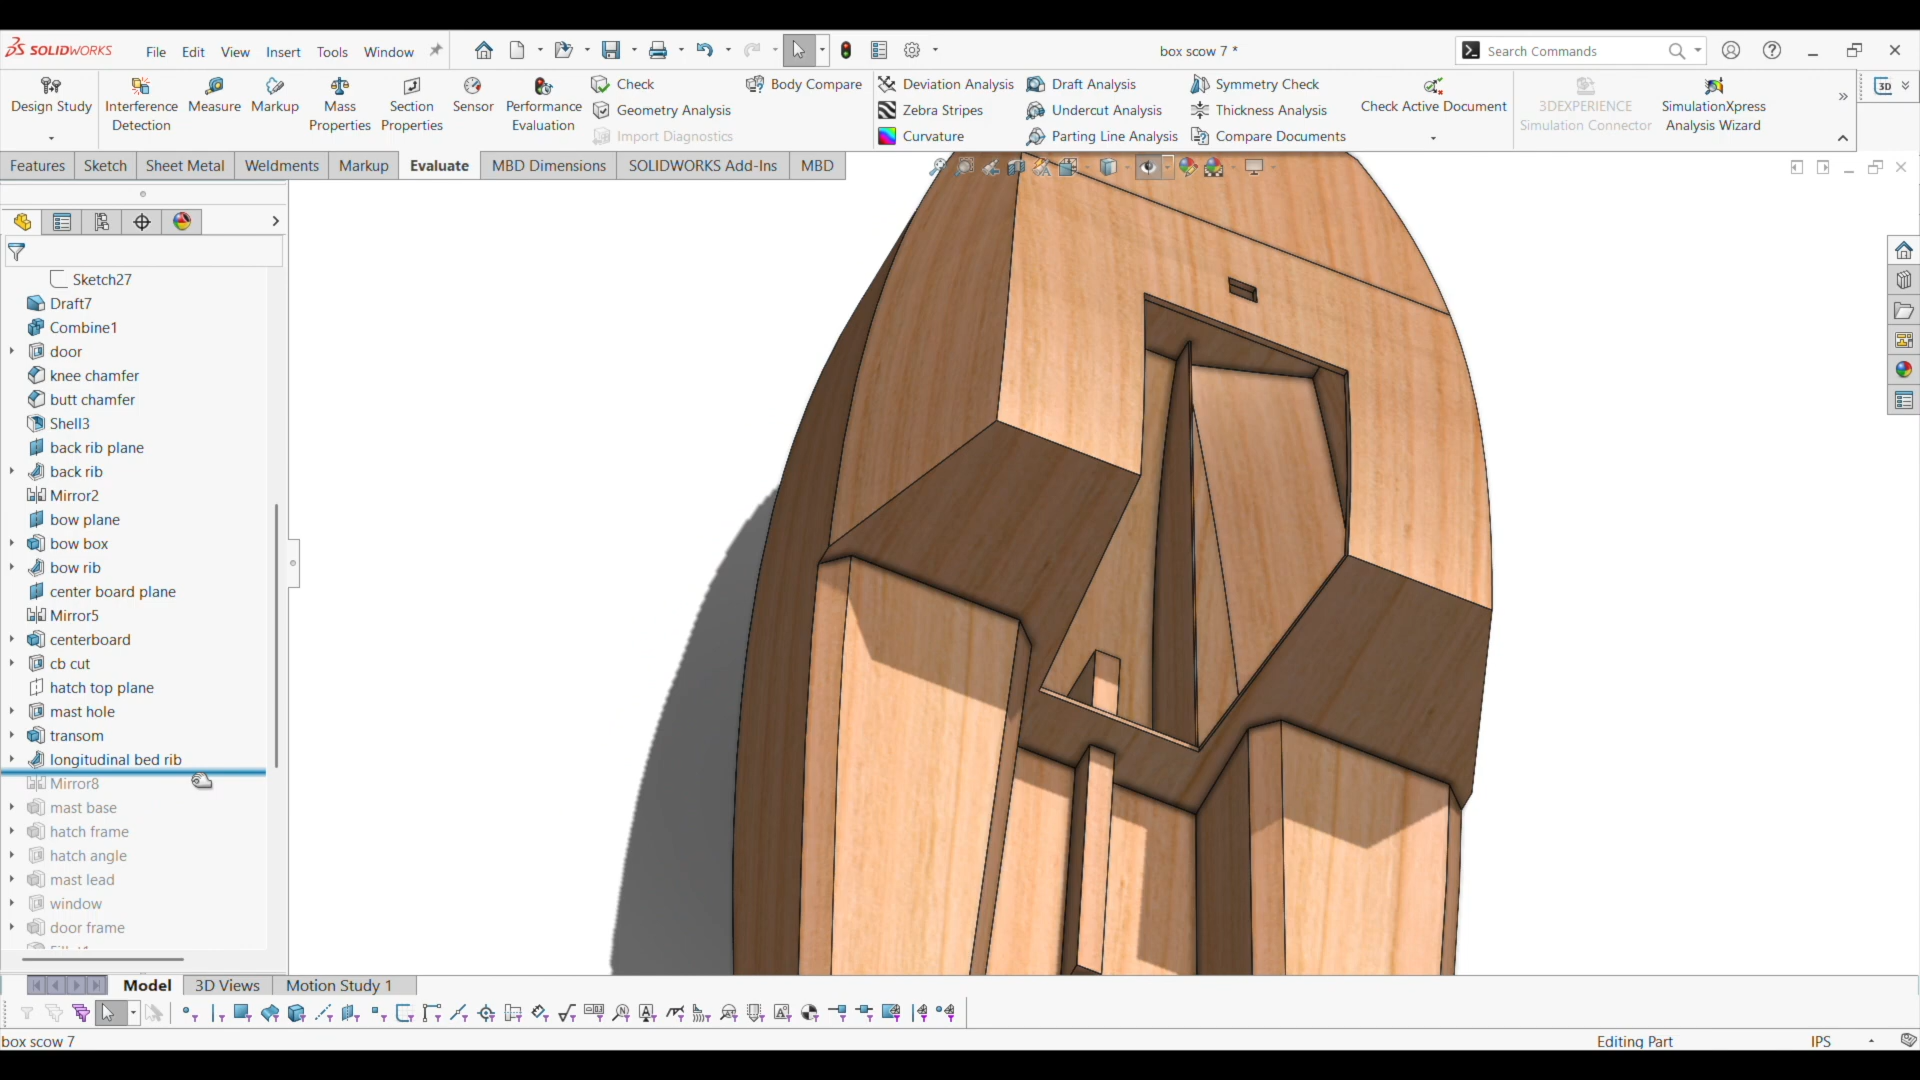 SOLIDWORKS
File Edit View Insert Tools Window
box scow 7 *
Search Commands
Design Study
Interference Detection
Measure
Markup
Mass Properties
Section Properties
Sensor
Performance Evaluation
Check
Geometry Analysis
Import Diagnostics
Body Compare
Deviation Analysis
Zebra Stripes
Curvature
Draft Analysis
Undercut Analysis
Parting Line Analysis
Symmetry Check
Thickness Analysis
Compare Documents
Check Active Document
3DEXPERIENCE
Simulation Connector
SimulationXpress
Analysis Wizard
3D
Features Sketch Sheet Metal Weldments Markup Evaluate MBD Dimensions SOLIDWORKS Add-Ins MBD
Sketch27
Draft7
Combine1
door
knee chamfer
butt chamfer
Shell3
back rib plane
back rib
Mirror2
bow plane
bow box
bow rib
center board plane
Mirror5
centerboard
cb cut
hatch top plane
mast hole
transom
longitudinal bed rib
Mirror8
mast base
hatch frame
hatch angle
mast lead
window
door frame
Model 3D Views Motion Study 1
box scow 7
Editing Part
IPS